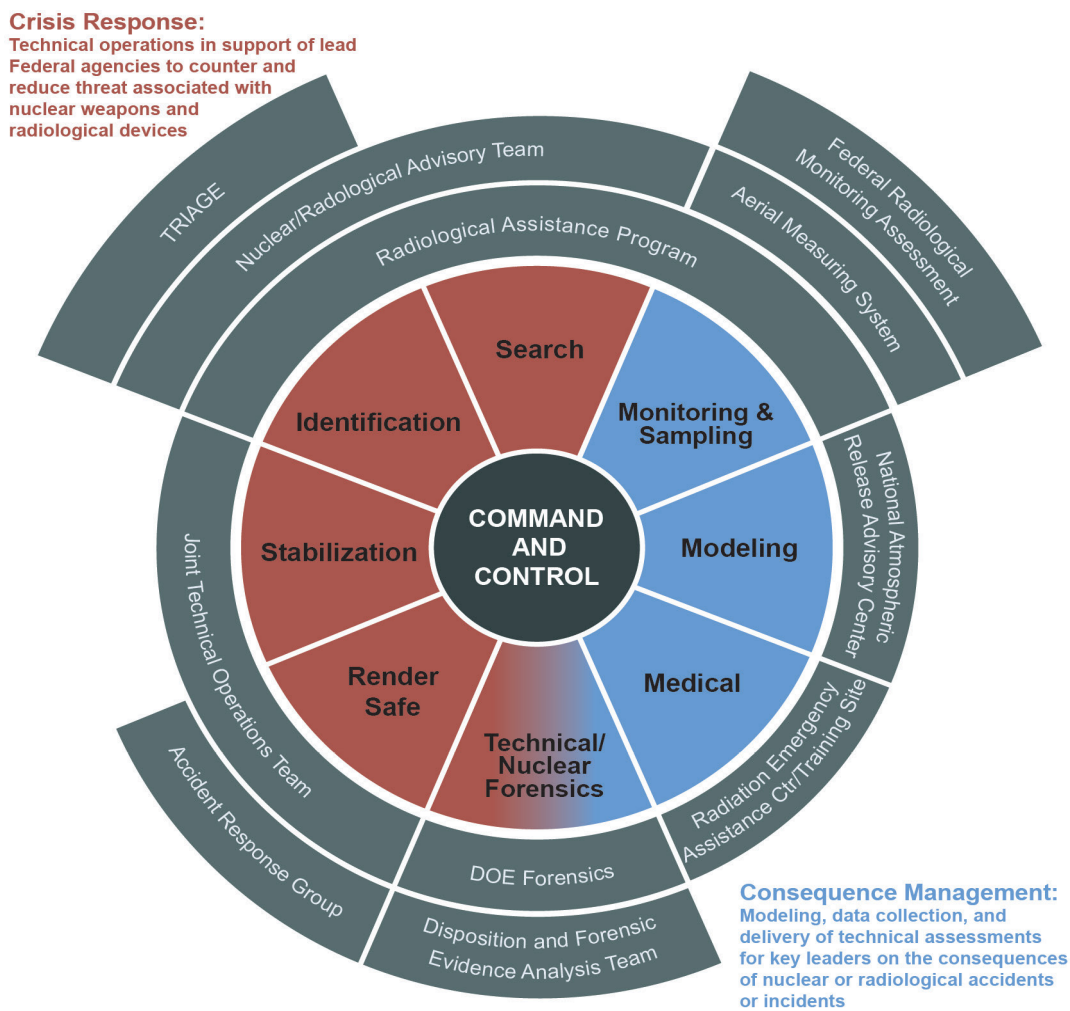 Crisis Response:
Technical operations in support of lead
Federal agencies to counter and
reduce threat associated with
nuclear weapons and
radiological devices
TRIAGE
Nuclear/Radological Advisory Team
Radiological Assistance Program
Federal Radiological
Monitoring Assessment
Aerial Measuring System
Search
Identification
Monitoring &
Sampling
Stabilization
COMMAND
AND
CONTROL
Modeling
National Atmospheric
Release Advisory Center
Render
Safe
Technical/
Nuclear
Forensics
Medical
Radiation Emergency
Assistance Ctr/Training Site
Joint Technical Operations Team
Accident Response Group
DOE Forensics
Disposition and Forensic
Evidence Analysis Team
Consequence Management:
Modeling, data collection, and
delivery of technical assessments
for key leaders on the consequences
of nuclear or radiological accidents
or incidents